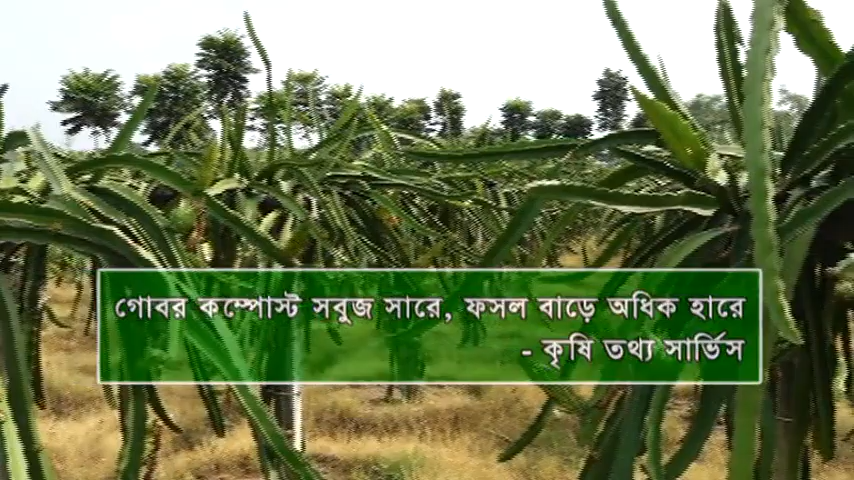 গোবর কম্পোস্ট সবুজ সারে, ফসল বাড়ে অধিক হারে
- কৃষি তথ্য সার্ভিস